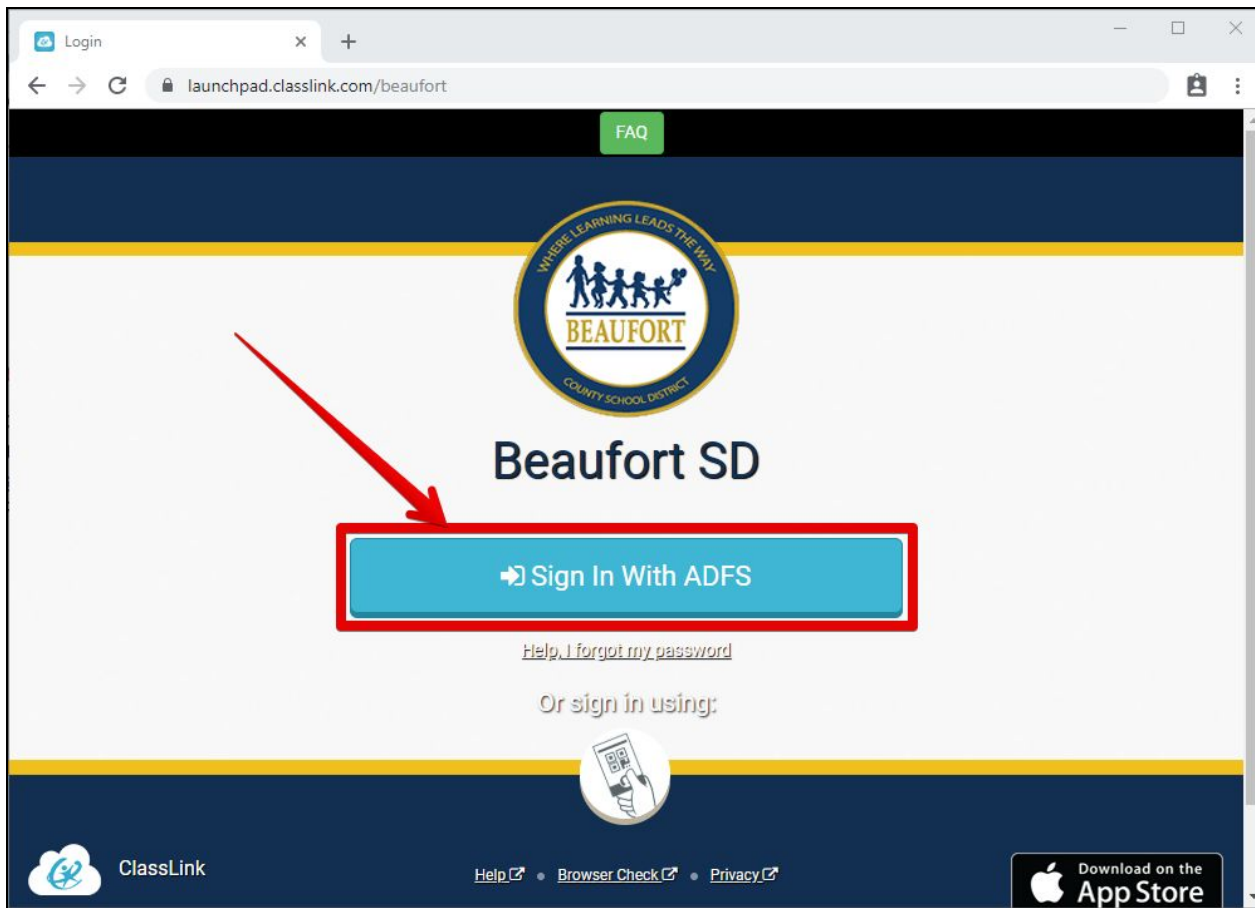 Login
launchpad.classlink.com/beaufort
FAQ
WHERE LEARNING LEADS THE WAY
BEAUFORT
COUNTY SCHOOL DISTRICT
Beaufort SD
Sign In With ADFS
Help, I forgot my password
Or sign in using:
ClassLink
Help
Browser Check
Privacy
Download on the
App Store